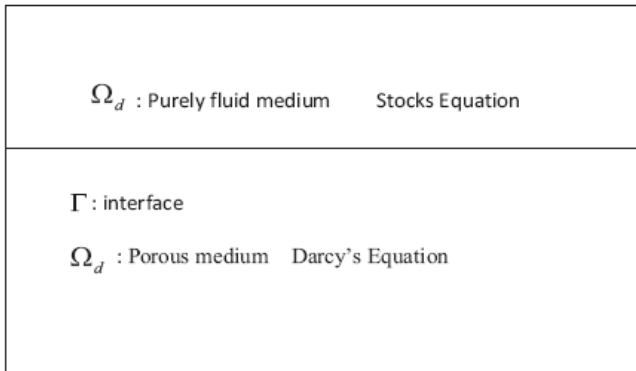 Ω_d : Purely fluid medium Stocks Equation
Γ : interface
Ω_d : Porous medium Darcy's Equation